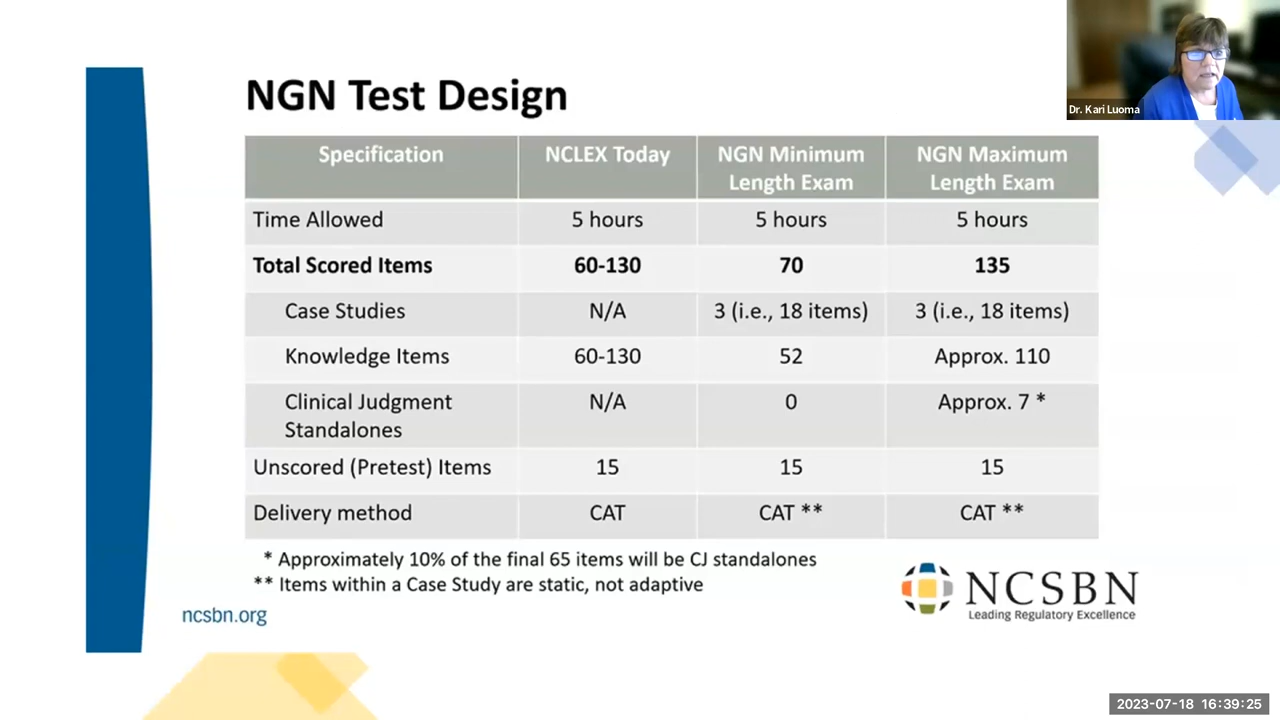 NGN Test Design
Specification NCLEX Today NGN Minimum Length Exam NGN Maximum Length Exam
Time Allowed 5 hours 5 hours 5 hours
Total Scored Items 60-130 70 135
Case Studies N/A 3 (i.e., 18 items) 3 (i.e., 18 items)
Knowledge Items 60-130 52 Approx. 110
Clinical Judgment Standalones N/A 0 Approx. 7 *
Unscored (Pretest) Items 15 15 15
Delivery method CAT CAT ** CAT **
* Approximately 10% of the final 65 items will be CJ standalones
** Items within a Case Study are static, not adaptive
ncsbn.org
NCSBN
Leading Regulatory Excellence
Dr. Kari Luoma
2023-07-18 16:39:25